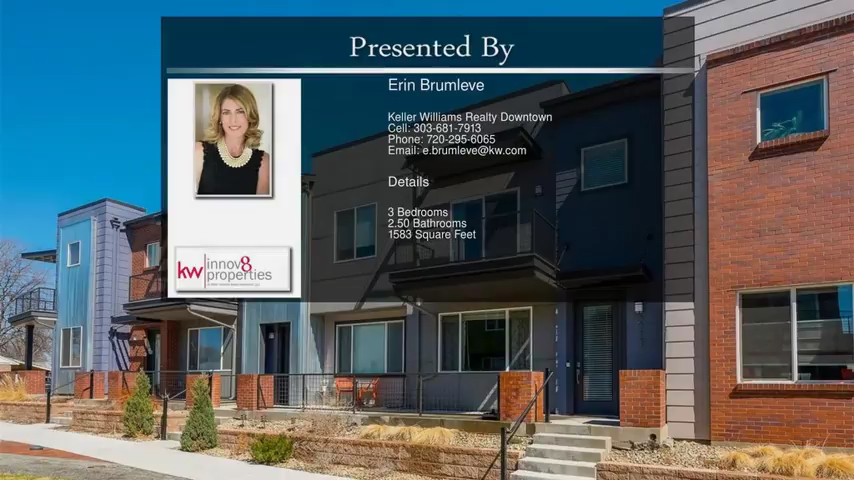 Presented By
Erin Brumleve
Keller Williams Realty Downtown
Cell: 303-681-7913
Phone: 720-295-6065
Email: e.brumleve@kw.com
Details
3 Bedrooms
2.50 Bathrooms
1583 Square Feet
kw innov8
properties